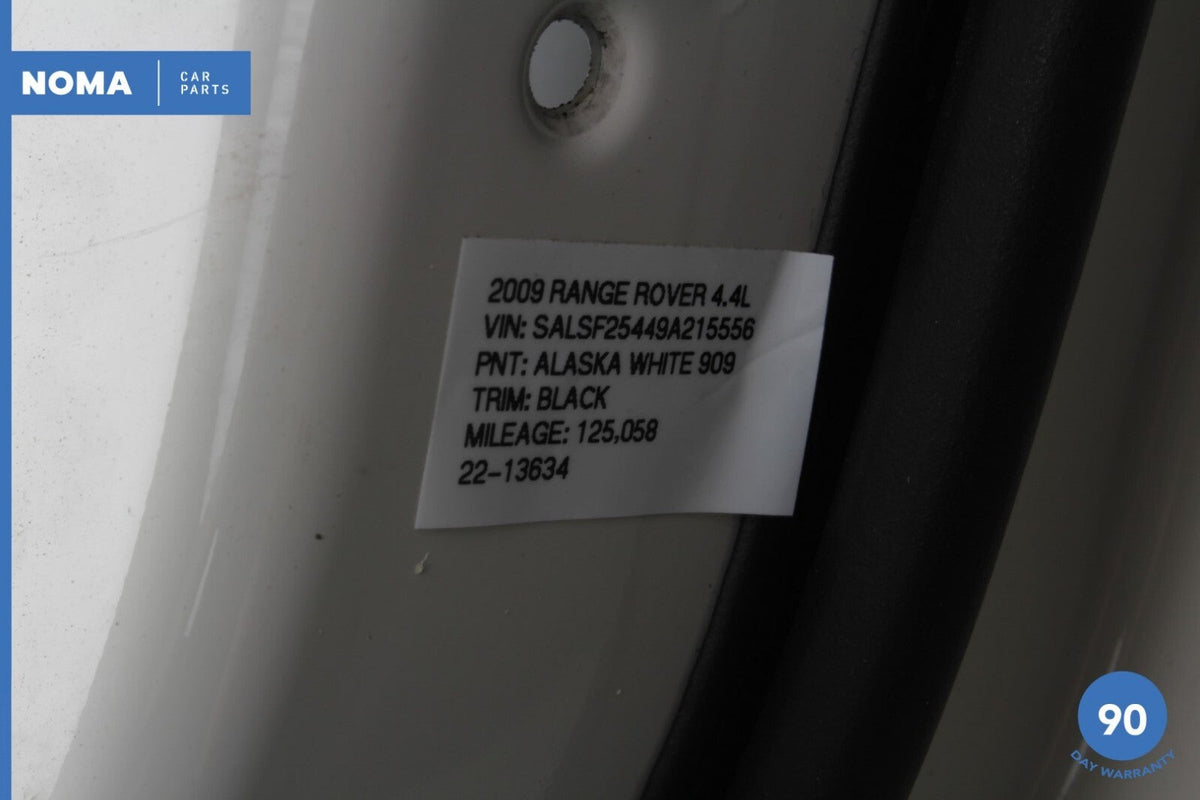 NOMA
CAR
PARTS
2009 RANGE ROVER 4.4L
VIN: SALSF25449A215556
PNT: ALASKA WHITE 909
TRIM: BLACK
MILEAGE: 125,058
22-13634
90
DAY WARRANTY